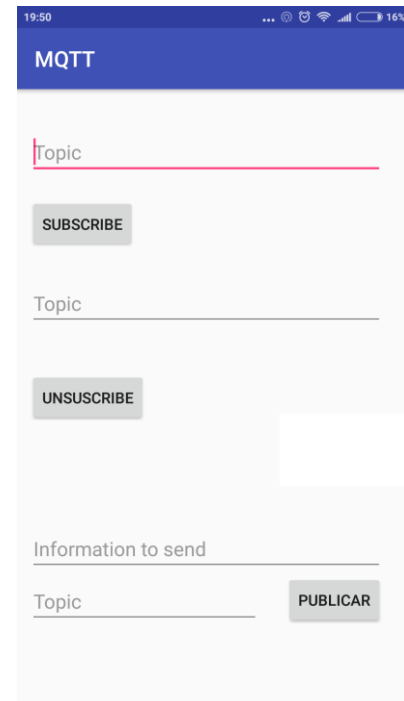 19:50 ... 16%
MQTT
Topic
SUBSCRIBE
Topic
UNSUSCRIBE
Information to send
Topic PUBLICAR